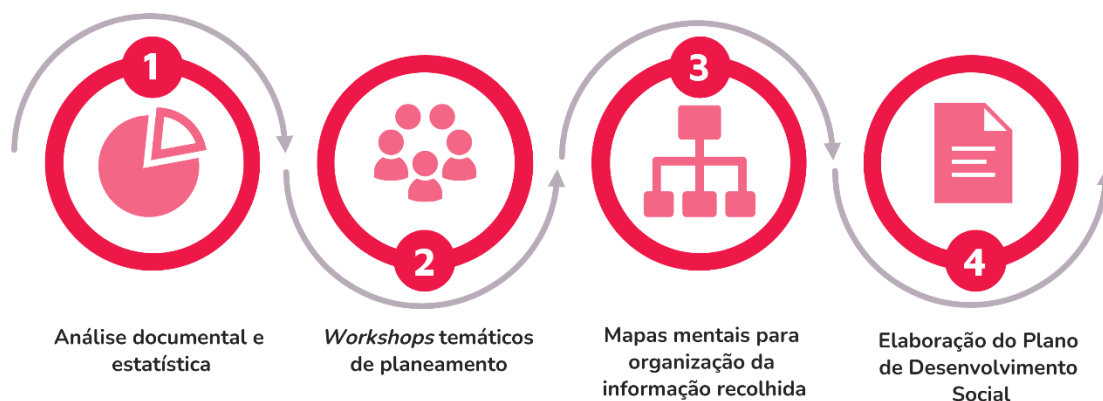 1
Análise documental e
estatística
2
Workshops temáticos
de planeamento
3
Mapas mentais para
organização da
informação recolhida
4
Elaboração do Plano
de Desenvolvimento
Social